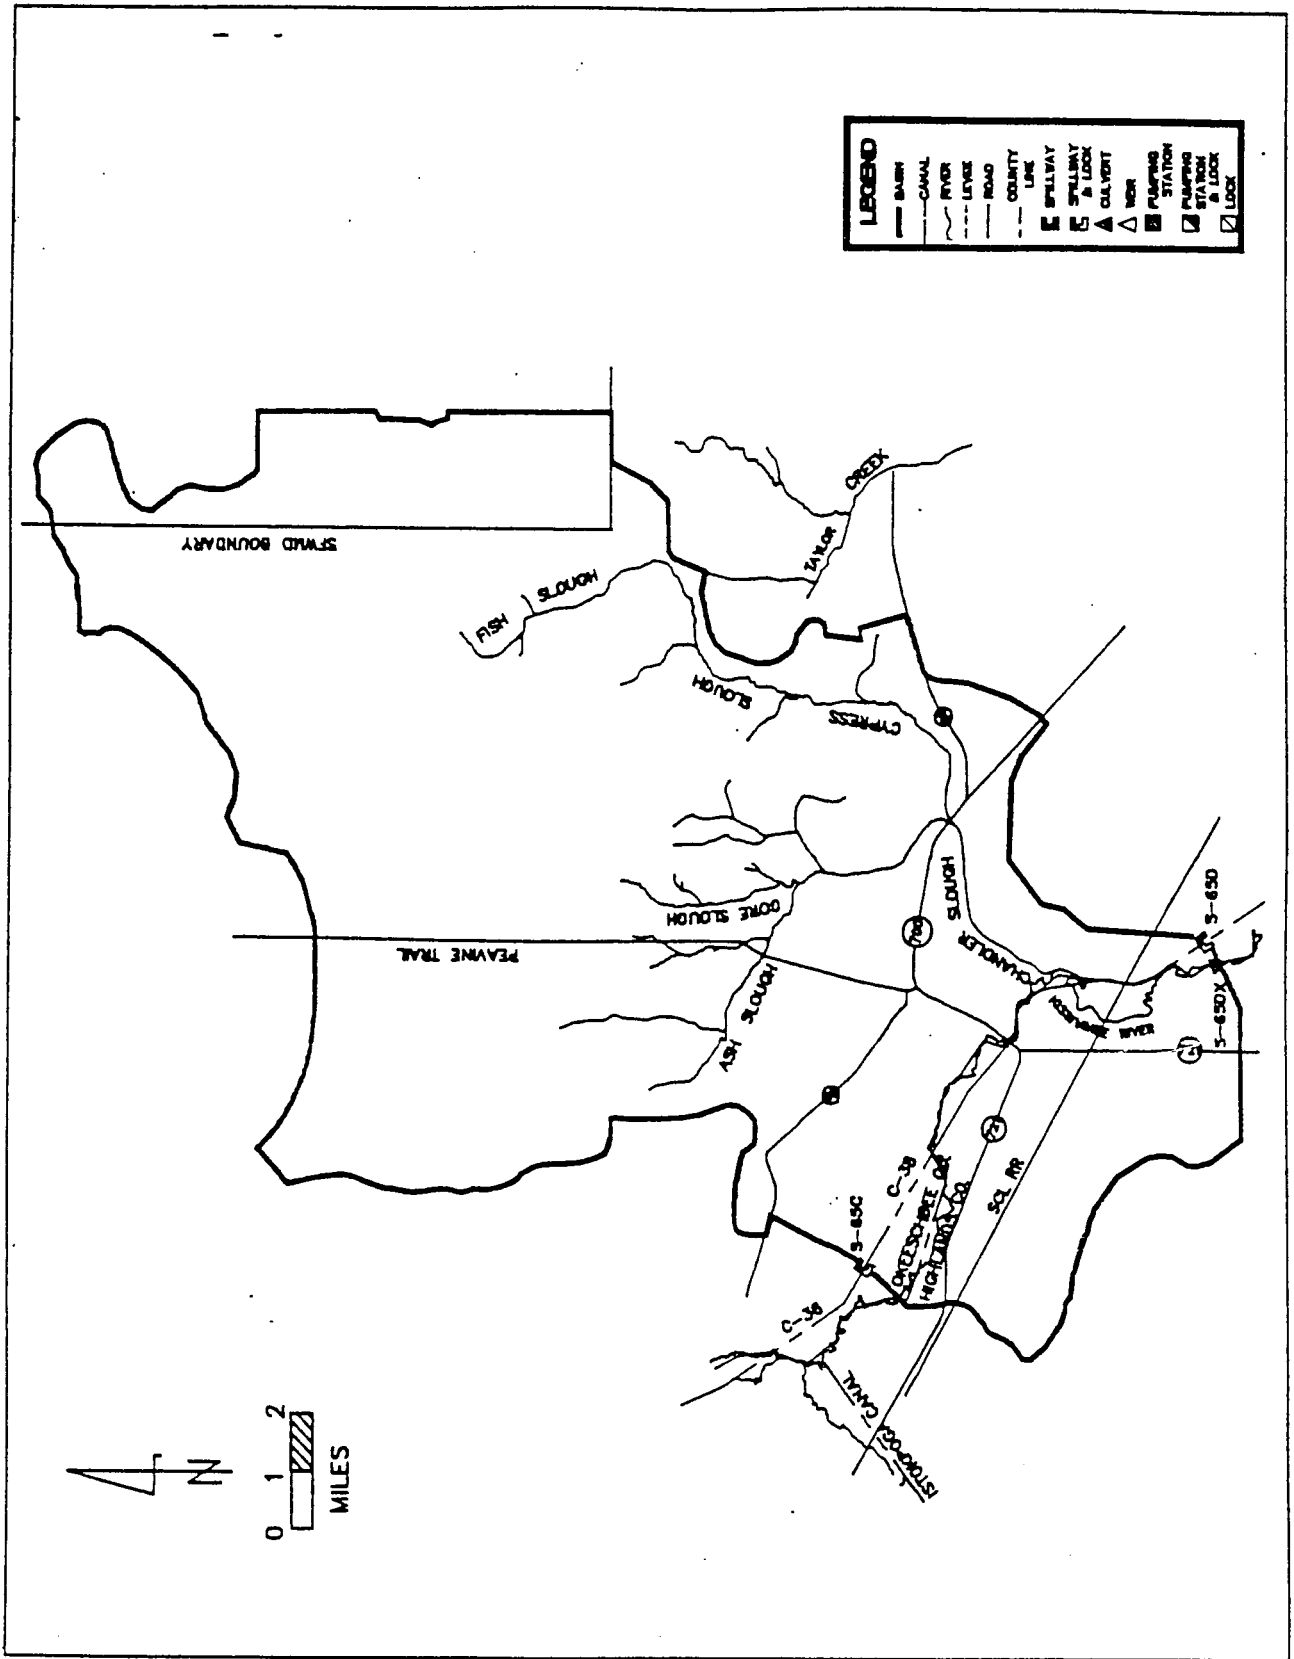 LEGEND
BASIN
CANAL
RIVER
LEVEE
ROAD
COUNTY
LINE
SPILLWAY
SPILLWAY
& LOCK
CULVERT
WEIR
PUMPING
STATION
PUMPING
STATION
& LOCK
LOCK
SFWMD BOUNDARY
FISH SLOUGH
TAYLOR CREEK
CYPRESS SLOUGH
GORE SLOUGH
PEAVINE TRAIL
ASH SLOUGH
700
CHANDLER SLOUGH
RIVER
S-65D
S-65DX
721
C-38
S-65C
OKEESCHBEE CO.
HIGHLANDS CO.
SCL RR
C-38
ISTOKPOGA CANAL
N
0 1 2
MILES